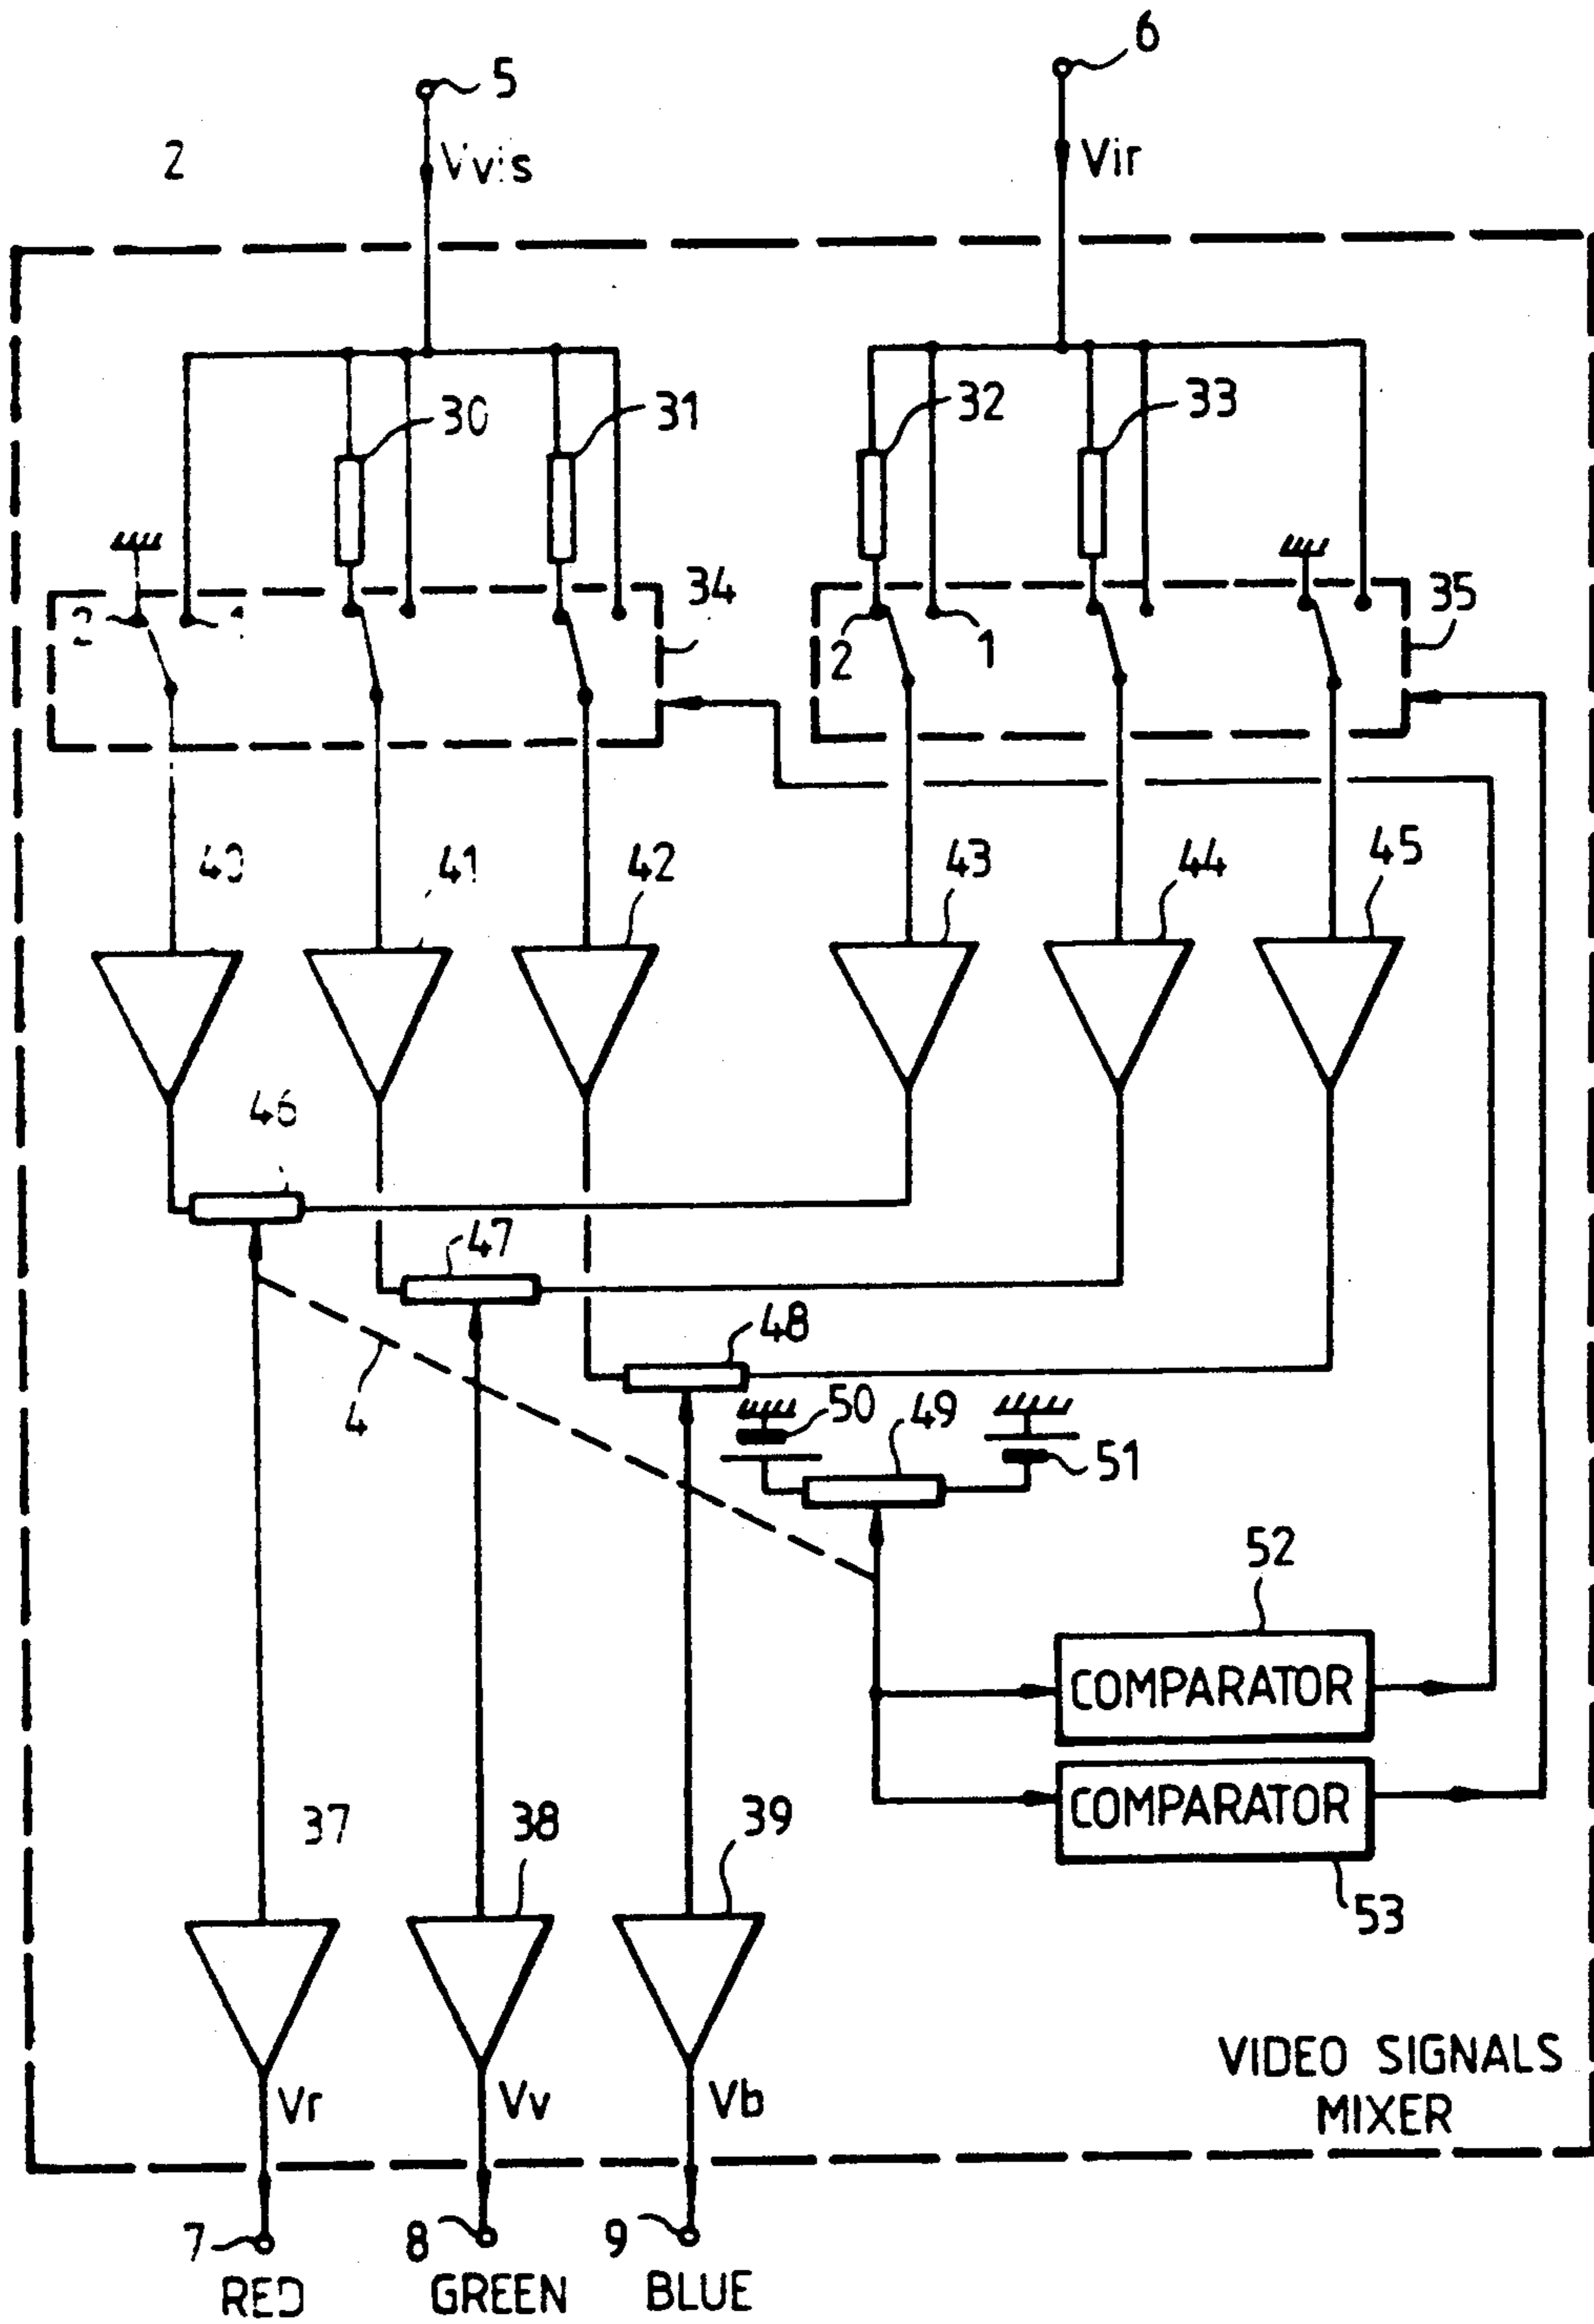 6
5
2
Vvis
Vir
30
31
32
33
34
35
2
1
2
1
40
41
42
43
44
45
46
47
48
4
50
49
51
52
COMPARATOR
COMPARATOR
53
37
38
39
VIDEO SIGNALS
MIXER
Vr
Vv
Vb
7
8
9
RED
GREEN
BLUE